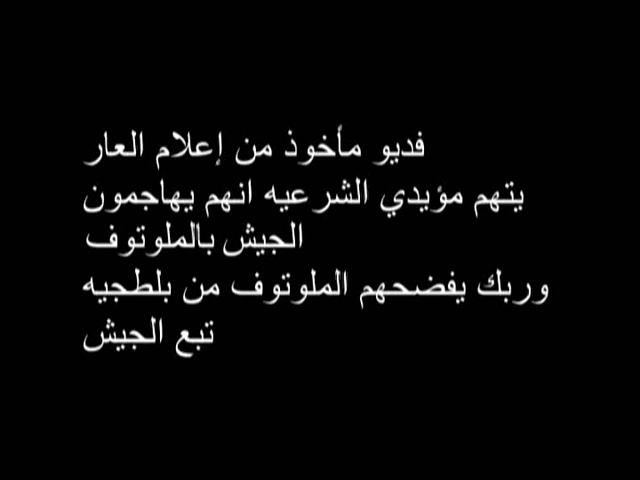 فديو مأخوذ من إعلام العار
يتهم مؤيدي الشرعيه انهم يهاجمون
الجيش بالملوتوف
وربك يفضحهم الملوتوف من بلطجيه
تبع الجيش